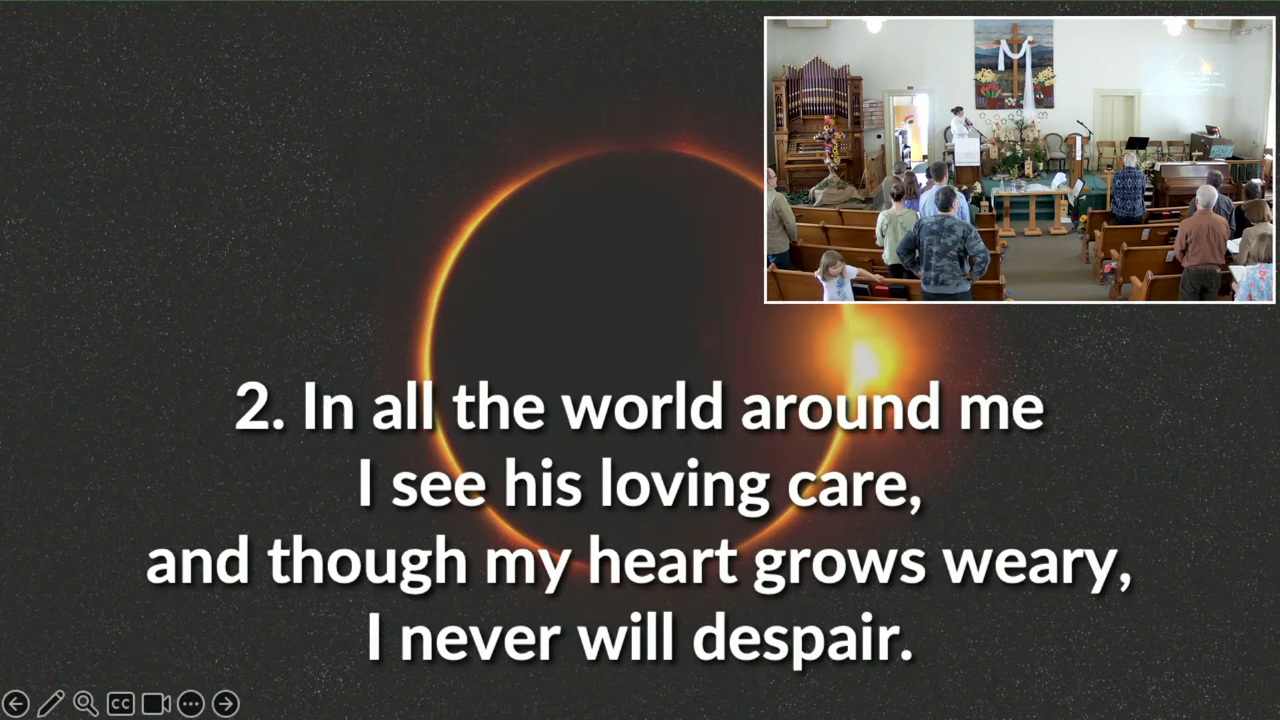 2. In all the world around me
I see his loving care,
and though my heart grows weary,
I never will despair.
CC